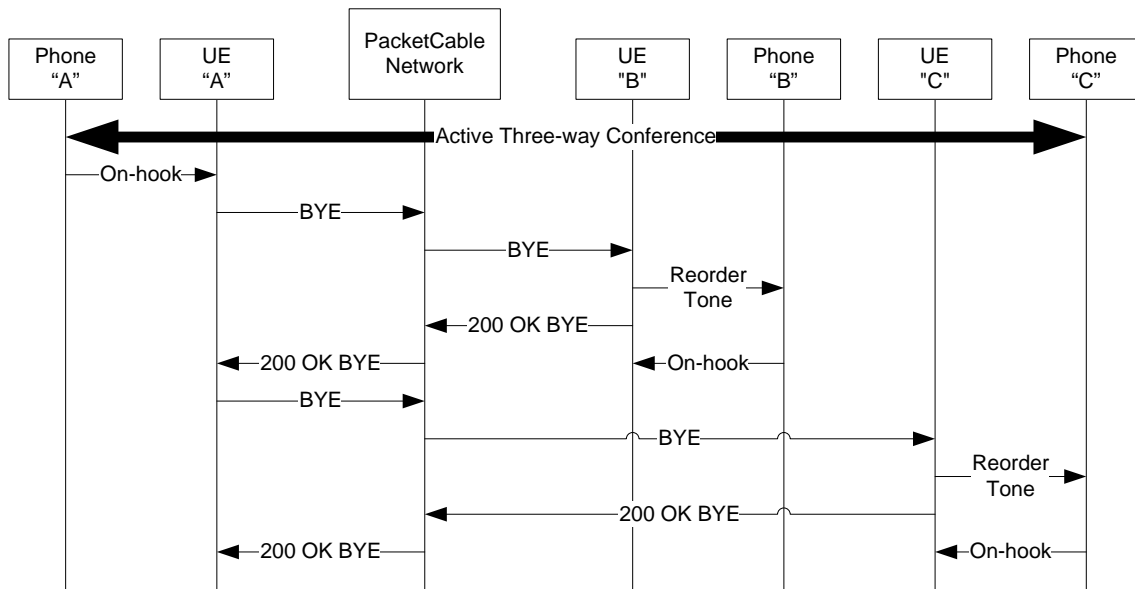 Phone
“A”
UE
“A”
PacketCable
Network
UE
"B"
Phone
“B”
UE
"C"
Phone
“C”
Active Three-way Conference
On-hook
BYE
BYE
Reorder
Tone
200 OK BYE
200 OK BYE
On-hook
BYE
BYE
Reorder
Tone
200 OK BYE
200 OK BYE
On-hook